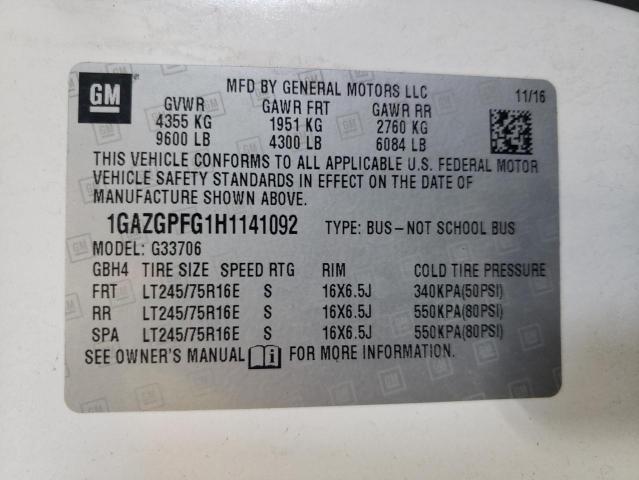 GM
MFD BY GENERAL MOTORS LLC
11/16
GVWR GAWR FRT GAWR RR
4355 KG 1951 KG 2760 KG
9600 LB 4300 LB 6084 LB
THIS VEHICLE CONFORMS TO ALL APPLICABLE U.S. FEDERAL MOTOR
VEHICLE SAFETY STANDARDS IN EFFECT ON THE DATE OF
MANUFACTURE SHOWN ABOVE.
1GAZGPFG1H1141092 TYPE: BUS-NOT SCHOOL BUS
MODEL: G33706
GBH4 TIRE SIZE SPEED RTG RIM COLD TIRE PRESSURE
FRT LT245/75R16E S 16X6.5J 340KPA(50PSI)
RR LT245/75R16E S 16X6.5J 550KPA(80PSI)
SPA LT245/75R16E S 16X6.5J 550KPA(80PSI)
SEE OWNER'S MANUAL FOR MORE INFORMATION.